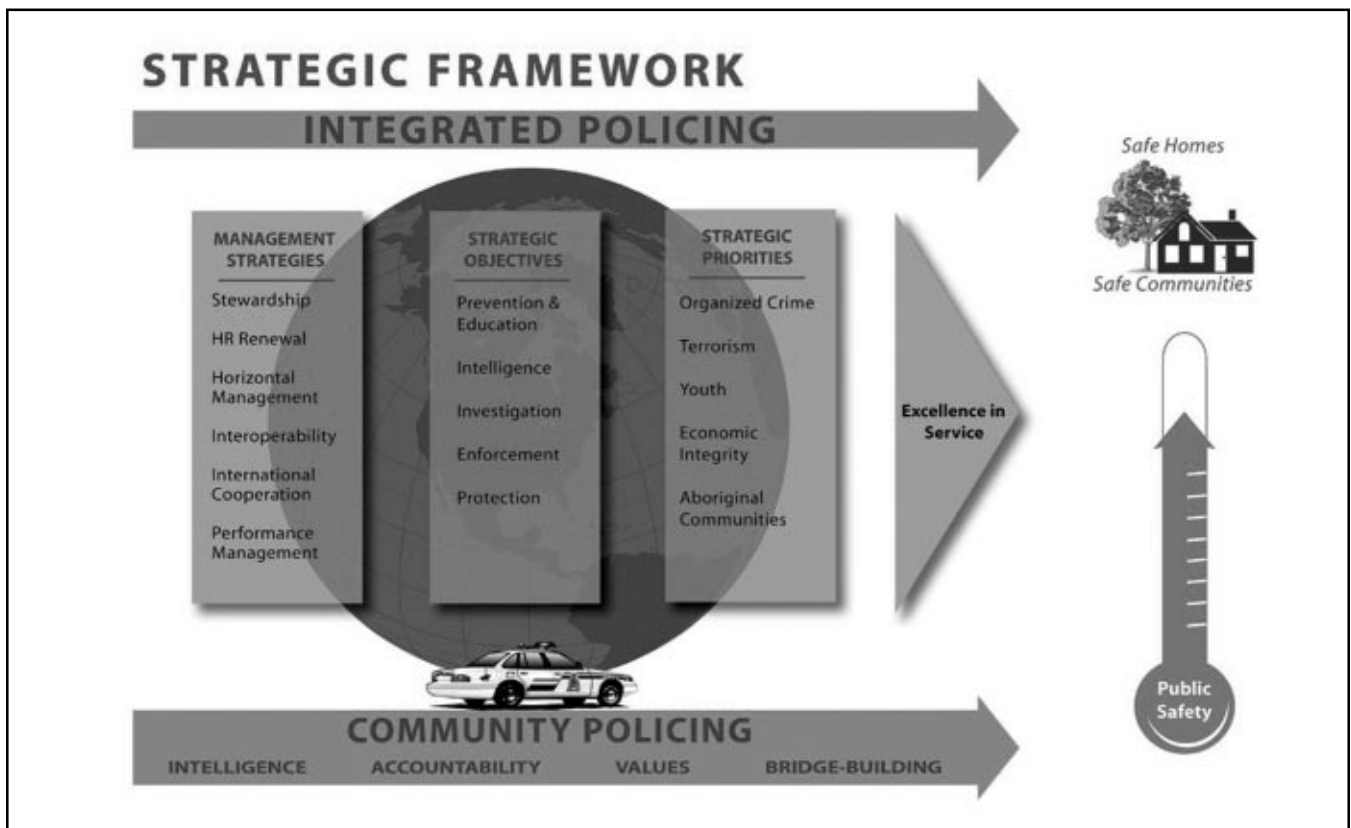 STRATEGIC FRAMEWORK
INTEGRATED POLICING
MANAGEMENT
STRATEGIES
Stewardship
HR Renewal
Horizontal
Management
Interoperability
International
Cooperation
Performance
Management
STRATEGIC
OBJECTIVES
Prevention &
Education
Intelligence
Investigation
Enforcement
Protection
STRATEGIC
PRIORITIES
Organized Crime
Terrorism
Youth
Economic
Integrity
Aboriginal
Communities
Excellence in
Service
Safe Homes
Safe Communities
Public
Safety
COMMUNITY POLICING
INTELLIGENCE ACCOUNTABILITY VALUES BRIDGE-BUILDING